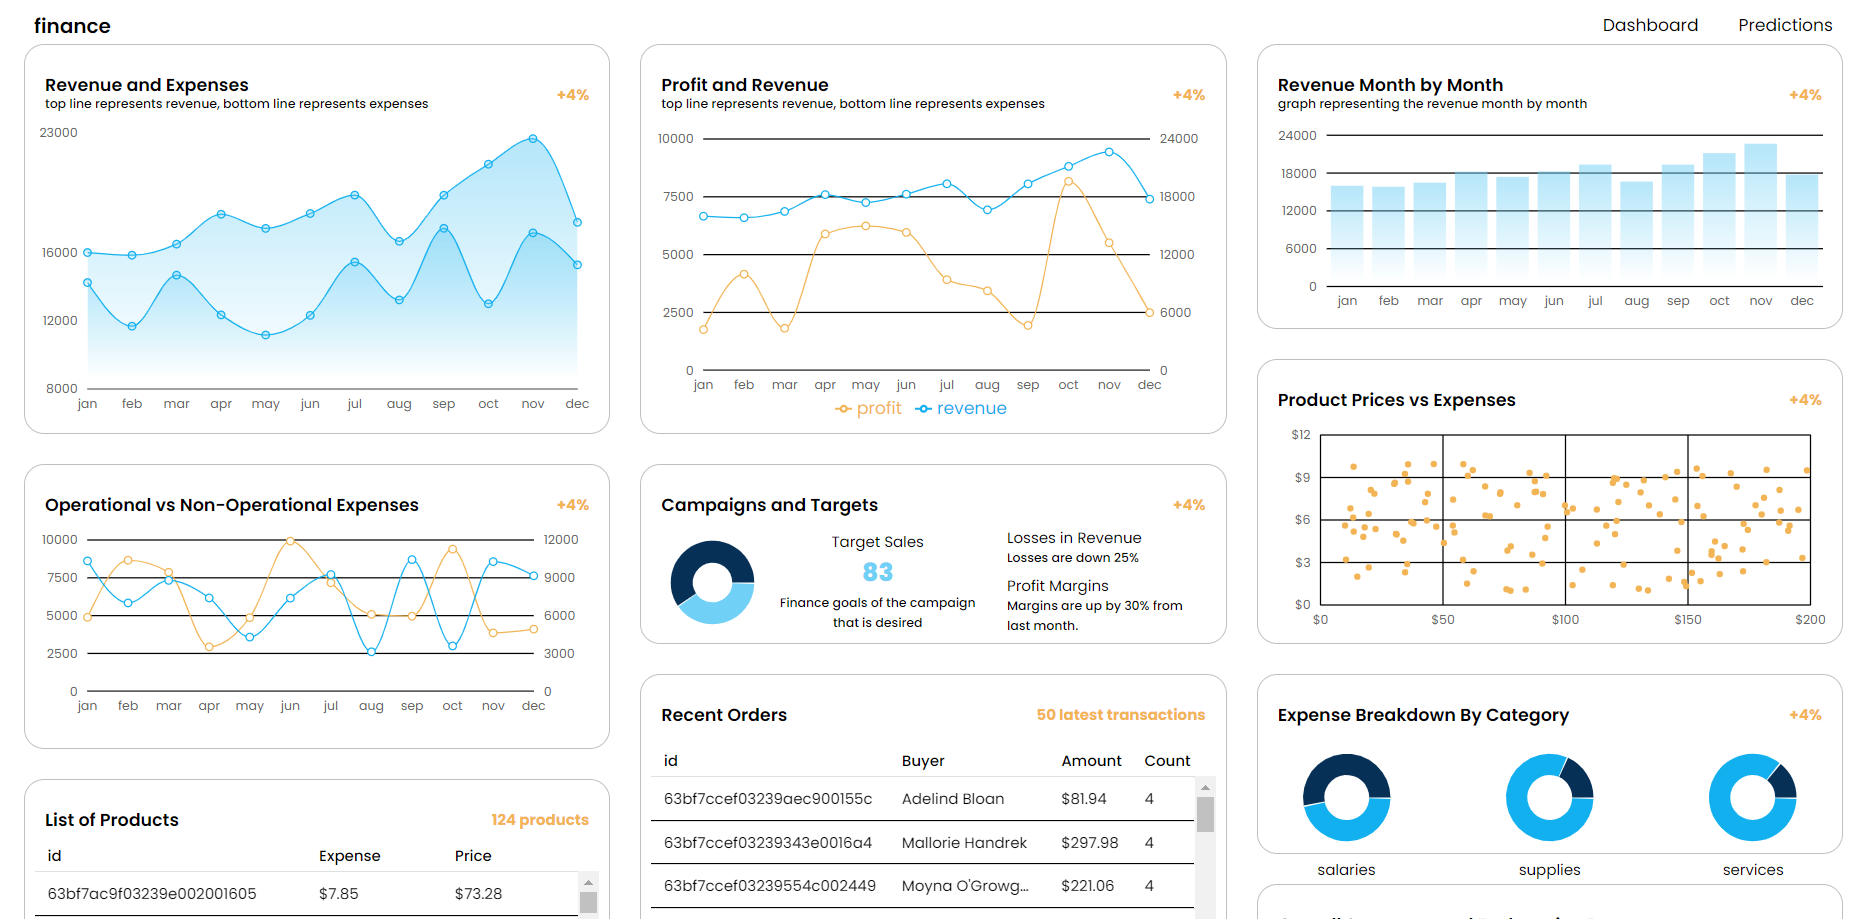 finance
Dashboard Predictions
Revenue and Expenses
top line represents revenue, bottom line represents expenses
+4%
23000
16000
12000
8000
jan feb mar apr may jun jul aug sep oct nov dec
Profit and Revenue
top line represents revenue, bottom line represents expenses
+4%
10000 24000
7500 18000
5000 12000
2500 6000
0 0
jan feb mar apr may jun jul aug sep oct nov dec
profit revenue
Revenue Month by Month
graph representing the revenue month by month
+4%
24000
18000
12000
6000
0
jan feb mar apr may jun jul aug sep oct nov dec
Operational vs Non-Operational Expenses
+4%
10000 12000
7500 9000
5000 6000
2500 3000
0 0
jan feb mar apr may jun jul aug sep oct nov dec
Campaigns and Targets
+4%
Target Sales
83
Finance goals of the campaign
that is desired
Losses in Revenue
Losses are down 25%
Profit Margins
Margins are up by 30% from
last month.
Product Prices vs Expenses
+4%
$12
$9
$6
$3
$0
$0 $50 $100 $150 $200
List of Products
124 products
id Expense Price
63bf7ac9f03239e002001605 $7.85 $73.28
Recent Orders
50 latest transactions
id Buyer Amount Count
63bf7ccef03239aec900155c Adelind Bloan $81.94 4
63bf7ccef03239343e0016a4 Mallorie Handrek $297.98 4
63bf7ccef03239554c002449 Moyna O'Growg... $221.06 4
Expense Breakdown By Category
+4%
salaries supplies services